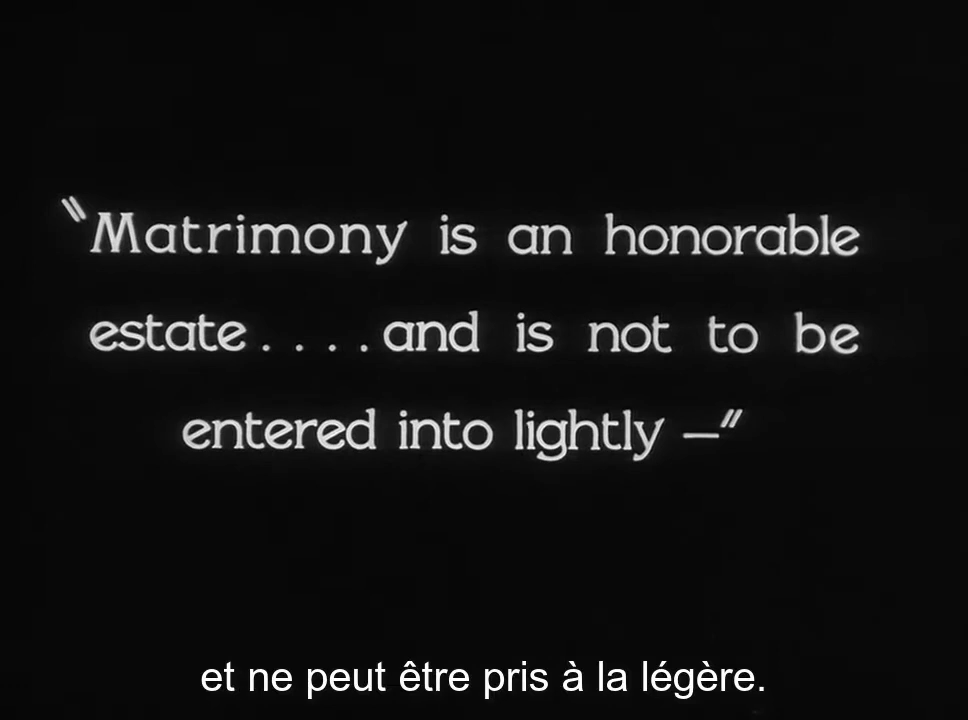 "Matrimony is an honorable
estate....and is not to be
entered into lightly —"
et ne peut être pris à la légère.